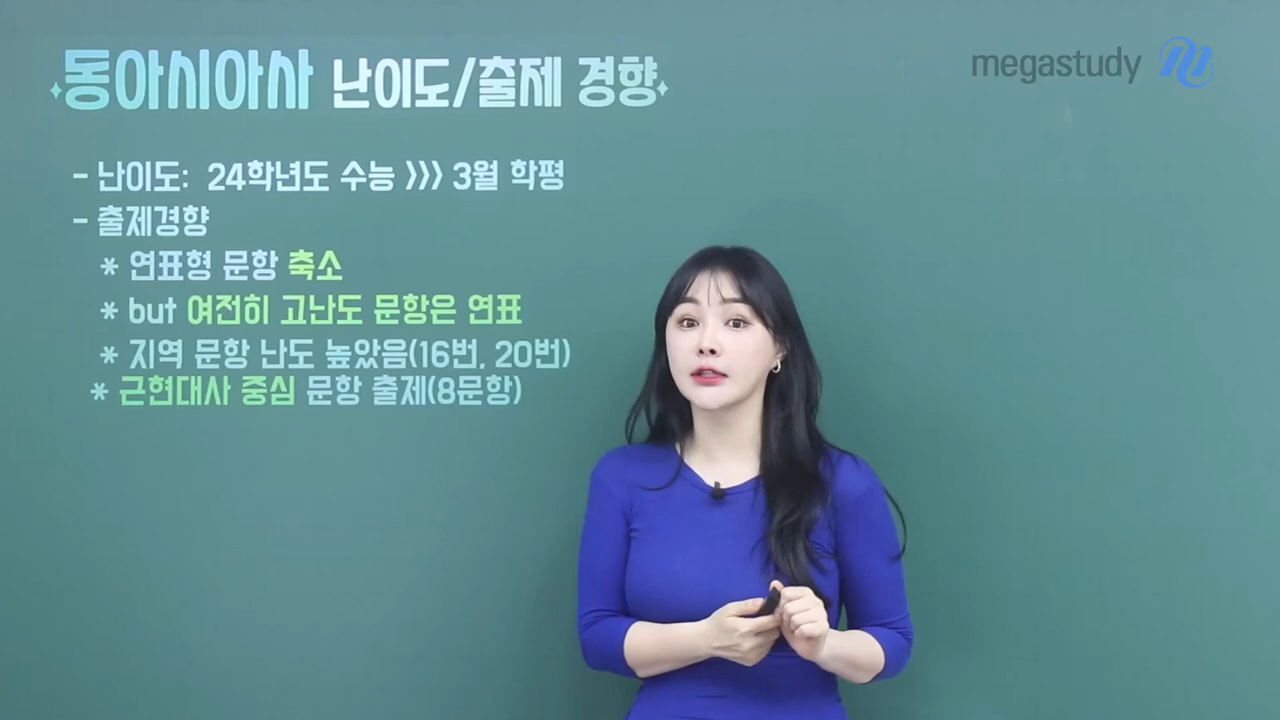 동아시아사 난이도/출제 경향
megastudy
- 난이도: 24학년도 수능 >>> 3월 학평
- 출제경향
* 연표형 문항 축소
* but 여전히 고난도 문항은 연표
* 지역 문항 난도 높았음(16번, 20번)
* 근현대사 중심 문항 출제(8문항)